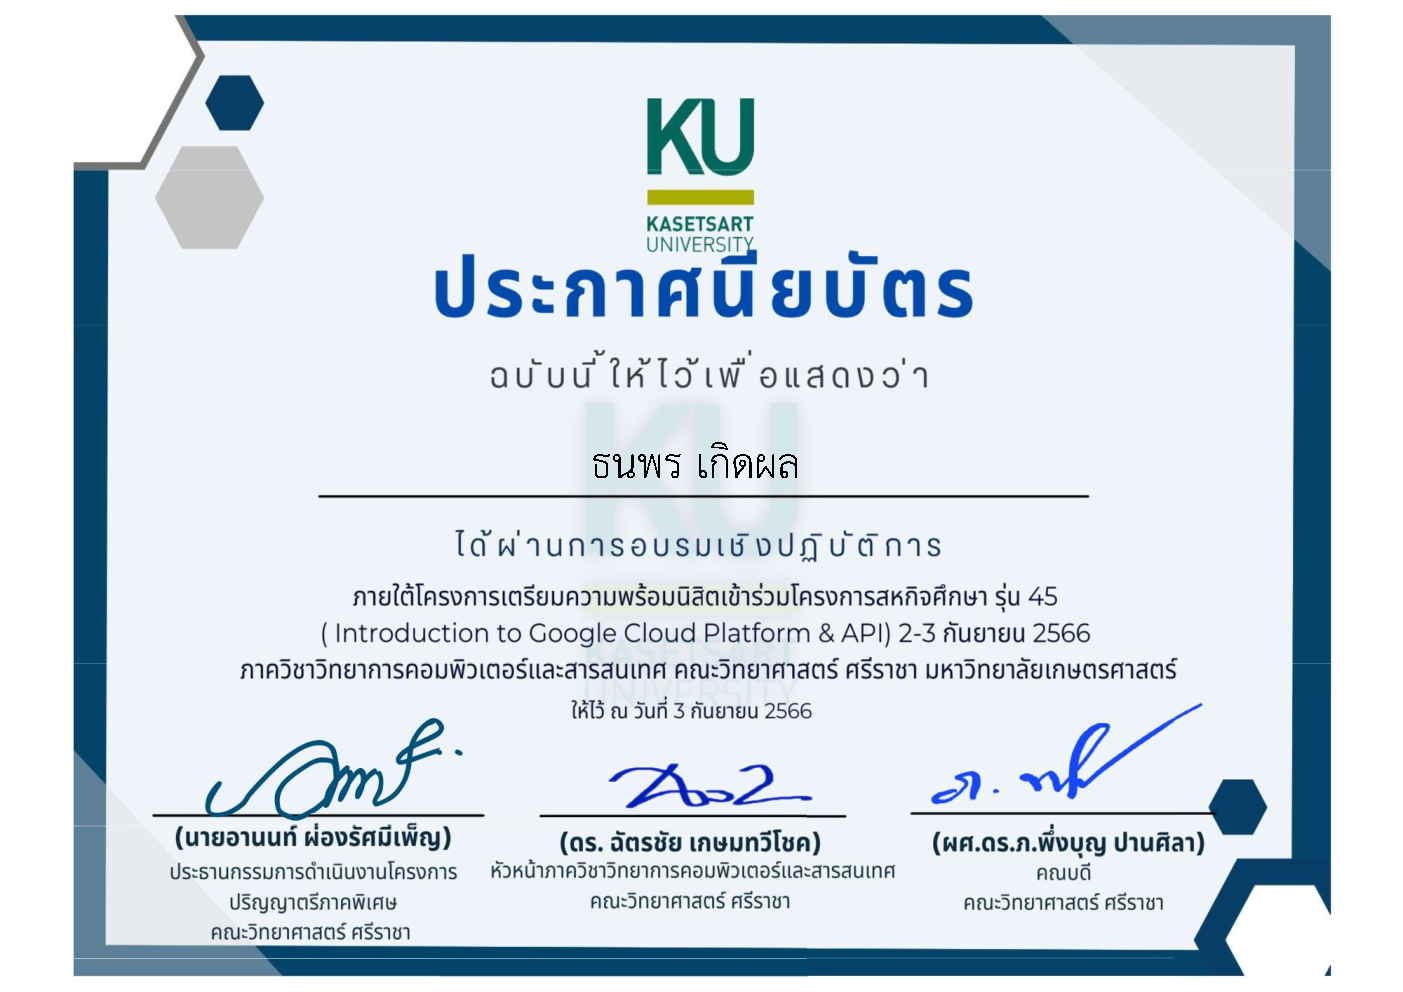 KU
KASETSART
UNIVERSITY
ประกาศนียบัตร
ฉบับนี้ให้ไว้เพื่อแสดงว่า
ธนพร เกิดผล
ได้ผ่านการอบรมเชิงปฏิบัติการ
ภายใต้โครงการเตรียมความพร้อมนิสิตเข้าร่วมโครงการสหกิจศึกษา รุ่น 45
( Introduction to Google Cloud Platform & API) 2-3 กันยายน 2566
ภาควิชาวิทยาการคอมพิวเตอร์และสารสนเทศ คณะวิทยาศาสตร์ ศรีราชา มหาวิทยาลัยเกษตรศาสตร์
ให้ไว้ ณ วันที่ 3 กันยายน 2566
(นายอานนท์ ผ่องรัศมีเพ็ญ)
ประธานกรรมการดำเนินงานโครงการ
ปริญญาตรีภาคพิเศษ
คณะวิทยาศาสตร์ ศรีราชา
(ดร. ฉัตรชัย เกษมทวีโชค)
หัวหน้าภาควิชาวิทยาการคอมพิวเตอร์และสารสนเทศ
คณะวิทยาศาสตร์ ศรีราชา
(ผศ.ดร.ภ.พึ่งบุญ ปานศิลา)
คณบดี
คณะวิทยาศาสตร์ ศรีราชา